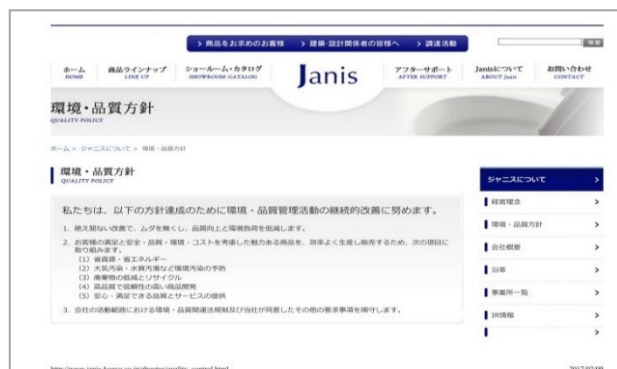 > 商品をお求めのお客様 > 建築・設計関係者の皆様へ > 調達活動
検索
ホーム 商品ラインナップ ショールーム・カタログ Janis アフターサポート Janisについて お問い合わせ
HOME LINE UP SHOWROOM·CATALOG AFTER SUPPORT ABOUT Janis CONTACT
環境・品質方針
QUALITY POLICY
ホーム > ジャニスについて > 環境・品質方針
環境・品質方針
QUALITY POLICY
私たちは、以下の方針達成のために環境・品質管理活動の継続的改善に努めます。
1. 絶え間ない改善で、ムダを無くし、品質向上と環境負荷を低減します。
2. お客様の満足と安全・品質・環境・コストを考慮した魅力ある商品を、効率よく生産し販売するため、次の項目に
取り組みます。
(1) 省資源・省エネルギー
(2) 大気汚染・水質汚濁など環境汚染の予防
(3) 廃棄物の低減とリサイクル
(4) 高品質で信頼性の高い商品開発
(5) 安心・満足できる品質とサービスの提供
3. 会社の活動範囲における環境・品質関連法規制及び当社が同意したその他の要求事項を順守します。
ジャニスについて >
経営理念 >
環境・品質方針 >
会社概要 >
沿革 >
事業所一覧 >
IR情報 >
>